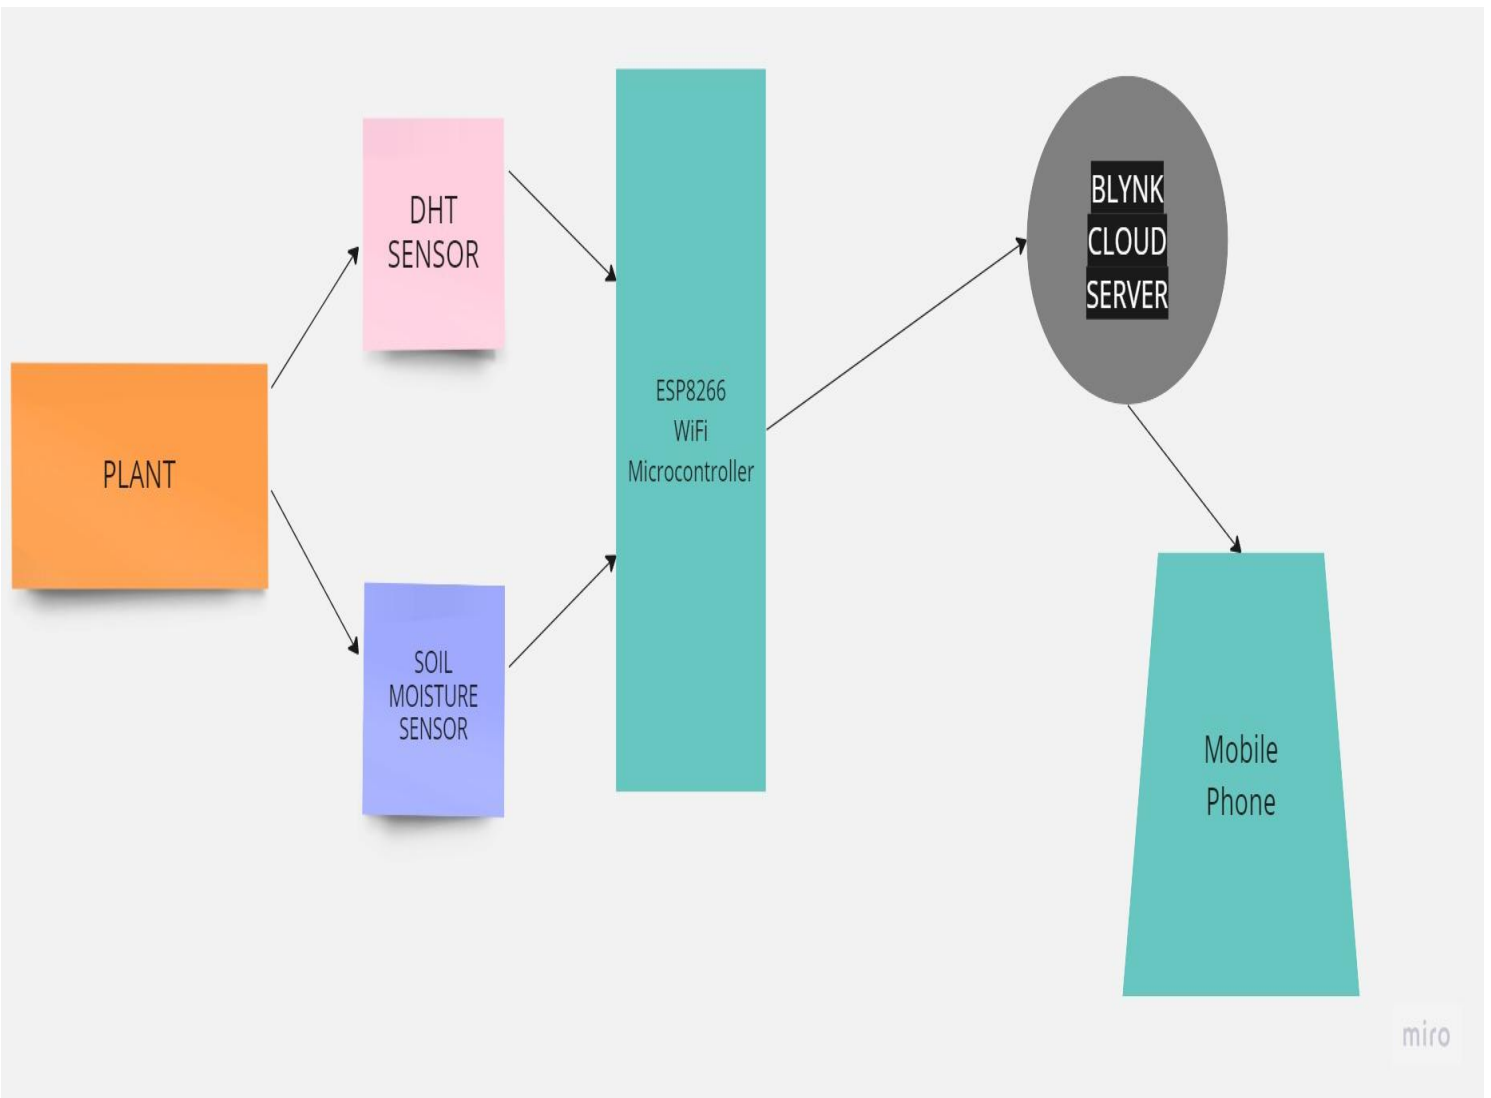 DHT
SENSOR
PLANT
SOIL
MOISTURE
SENSOR
ESP8266
WiFi
Microcontroller
BLYNK
CLOUD
SERVER
Mobile
Phone
miro